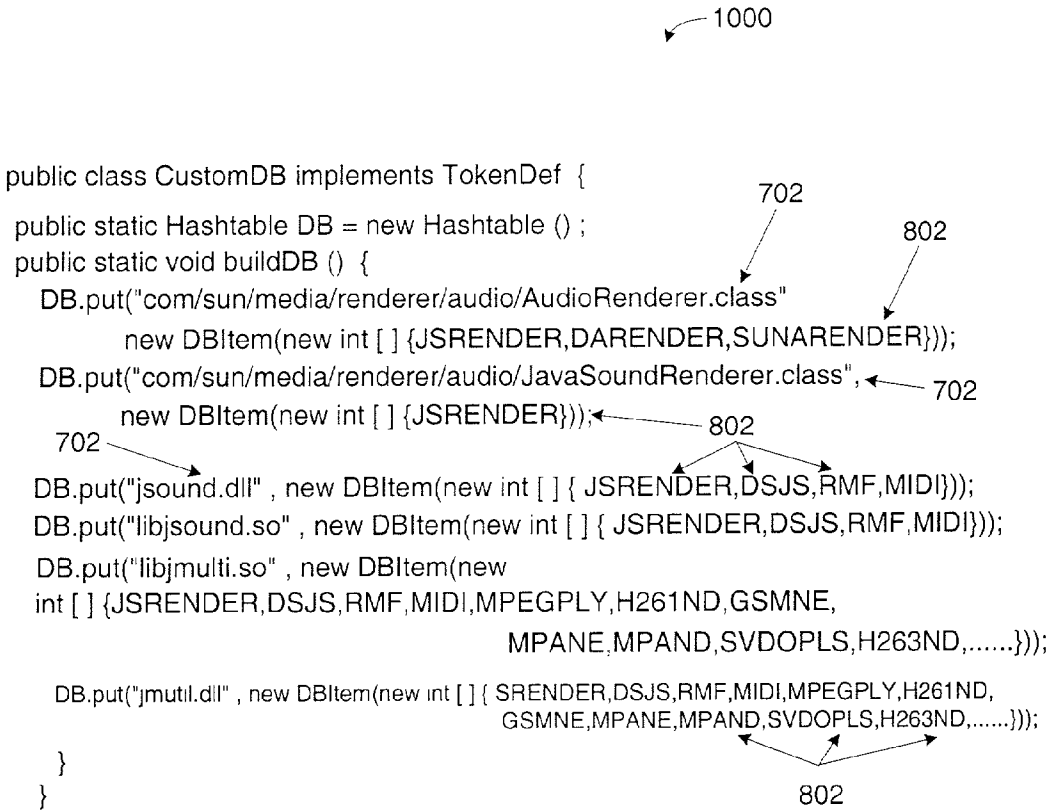 1000
public class CustomDB implements TokenDef {
702
public static Hashtable DB = new Hashtable () ;
802
public static void buildDB () {
DB.put("com/sun/media/renderer/audio/AudioRenderer.class"
new DBItem(new int [ ] {JSRENDER,DARENDER,SUNARENDER}));
DB.put("com/sun/media/renderer/audio/JavaSoundRenderer.class",
702
new DBItem(new int [ ] {JSRENDER}));
802
702
DB.put("jsound.dll" , new DBItem(new int [ ] { JSRENDER,DSJS,RMF,MIDI}));
DB.put("libjsound.so" , new DBItem(new int [ ] { JSRENDER,DSJS,RMF,MIDI}));
DB.put("libjmulti.so" , new DBItem(new
int [ ] {JSRENDER,DSJS,RMF,MIDI,MPEGPLY,H261ND,GSMNE,
MPANE,MPAND,SVDOPLS,H263ND,......}));
DB.put("jmutil.dll" , new DBItem(new int [ ] { SRENDER,DSJS,RMF,MIDI,MPEGPLY,H261ND,
GSMNE,MPANE,MPAND,SVDOPLS,H263ND,......}));
}
}
802